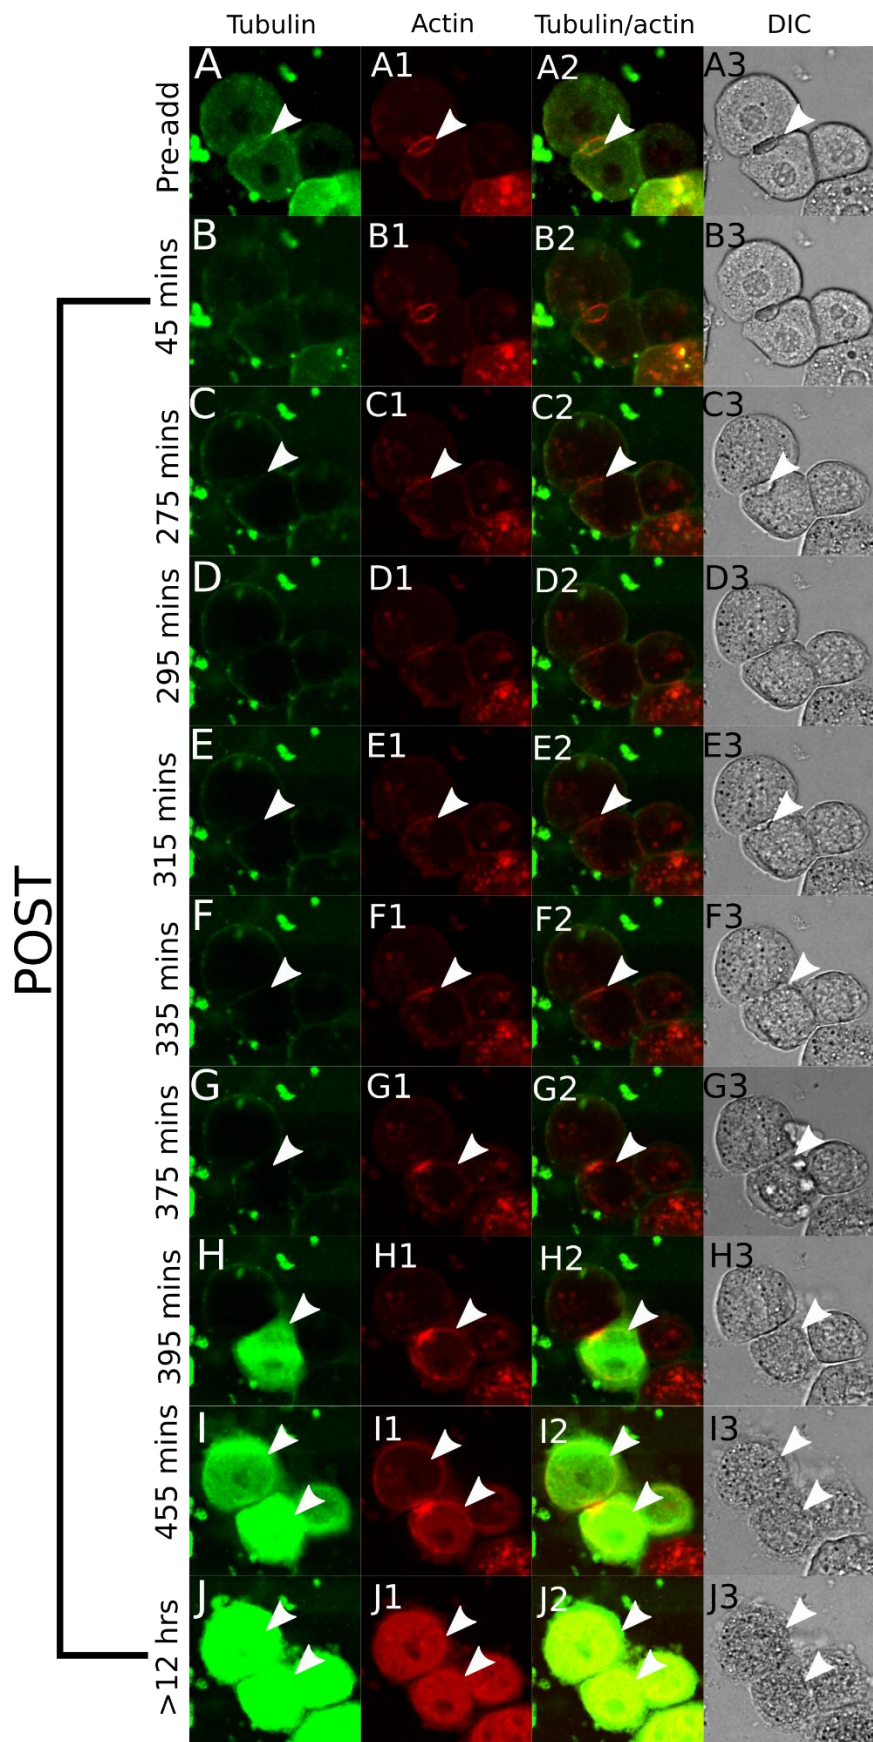 Tubulin Actin Tubulin/actin DIC
Pre-add A A1 A2 A3
45 mins B B1 B2 B3
275 mins C C1 C2 C3
295 mins D D1 D2 D3
315 mins E E1 E2 E3
POST
335 mins F F1 F2 F3
375 mins G G1 G2 G3
395 mins H H1 H2 H3
455 mins I I1 I2 I3
>12 hrs J J1 J2 J3